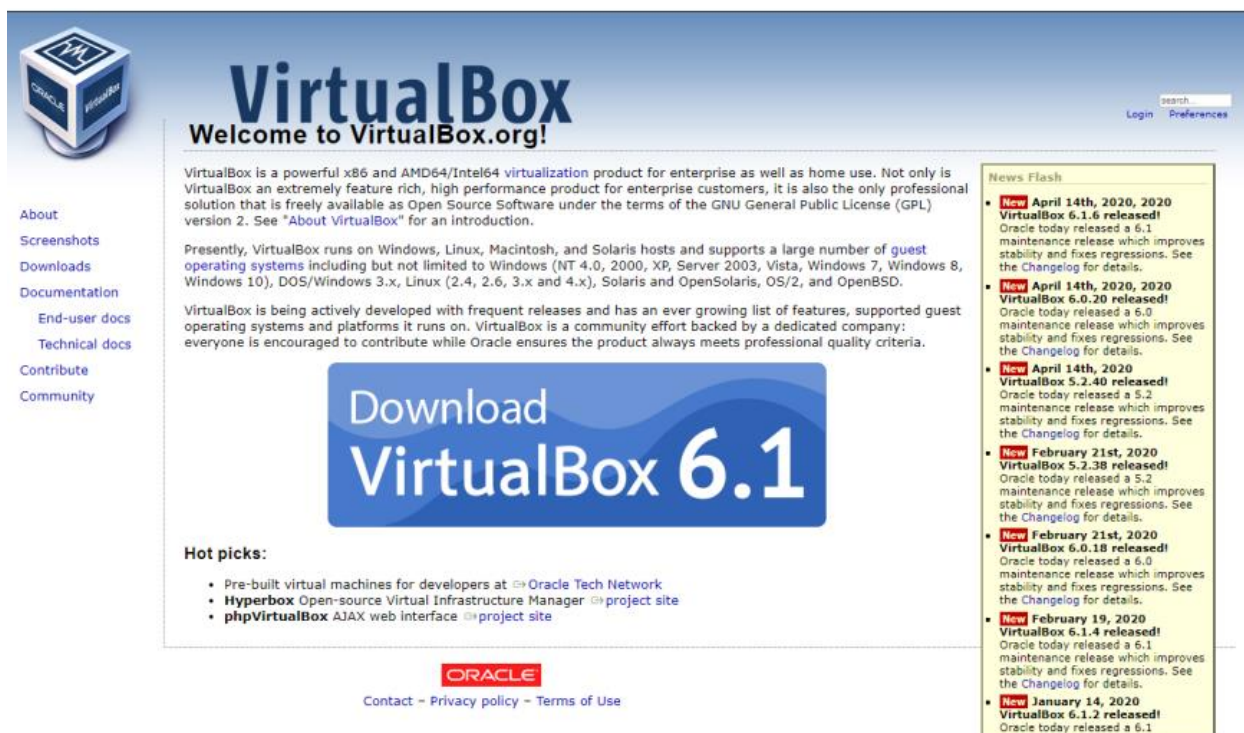 ORACLE
VirtualBox
VirtualBox
Welcome to VirtualBox.org!
search...
Login Preferences
About
Screenshots
Downloads
Documentation
End-user docs
Technical docs
Contribute
Community
VirtualBox is a powerful x86 and AMD64/Intel64 virtualization product for enterprise as well as home use. Not only is
VirtualBox an extremely feature rich, high performance product for enterprise customers, it is also the only professional
solution that is freely available as Open Source Software under the terms of the GNU General Public License (GPL)
version 2. See "About VirtualBox" for an introduction.
Presently, VirtualBox runs on Windows, Linux, Macintosh, and Solaris hosts and supports a large number of guest
operating systems including but not limited to Windows (NT 4.0, 2000, XP, Server 2003, Vista, Windows 7, Windows 8,
Windows 10), DOS/Windows 3.x, Linux (2.4, 2.6, 3.x and 4.x), Solaris and OpenSolaris, OS/2, and OpenBSD.
VirtualBox is being actively developed with frequent releases and has an ever growing list of features, supported guest
operating systems and platforms it runs on. VirtualBox is a community effort backed by a dedicated company:
everyone is encouraged to contribute while Oracle ensures the product always meets professional quality criteria.
Download
VirtualBox 6.1
Hot picks:
• Pre-built virtual machines for developers at Oracle Tech Network
• Hyperbox Open-source Virtual Infrastructure Manager project site
• phpVirtualBox AJAX web interface project site
News Flash
• New April 14th, 2020, 2020
VirtualBox 6.1.6 released!
Oracle today released a 6.1
maintenance release which improves
stability and fixes regressions. See
the Changelog for details.
• New April 14th, 2020, 2020
VirtualBox 6.0.20 released!
Oracle today released a 6.0
maintenance release which improves
stability and fixes regressions. See
the Changelog for details.
• New April 14th, 2020
VirtualBox 5.2.40 released!
Oracle today released a 5.2
maintenance release which improves
stability and fixes regressions. See
the Changelog for details.
• New February 21st, 2020
VirtualBox 5.2.38 released!
Oracle today released a 5.2
maintenance release which improves
stability and fixes regressions. See
the Changelog for details.
• New February 21st, 2020
VirtualBox 6.0.18 released!
Oracle today released a 6.0
maintenance release which improves
stability and fixes regressions. See
the Changelog for details.
• New February 19, 2020
VirtualBox 6.1.4 released!
Oracle today released a 6.1
maintenance release which improves
stability and fixes regressions. See
the Changelog for details.
• New January 14, 2020
VirtualBox 6.1.2 released!
Oracle today released a 6.1
ORACLE
Contact – Privacy policy – Terms of Use